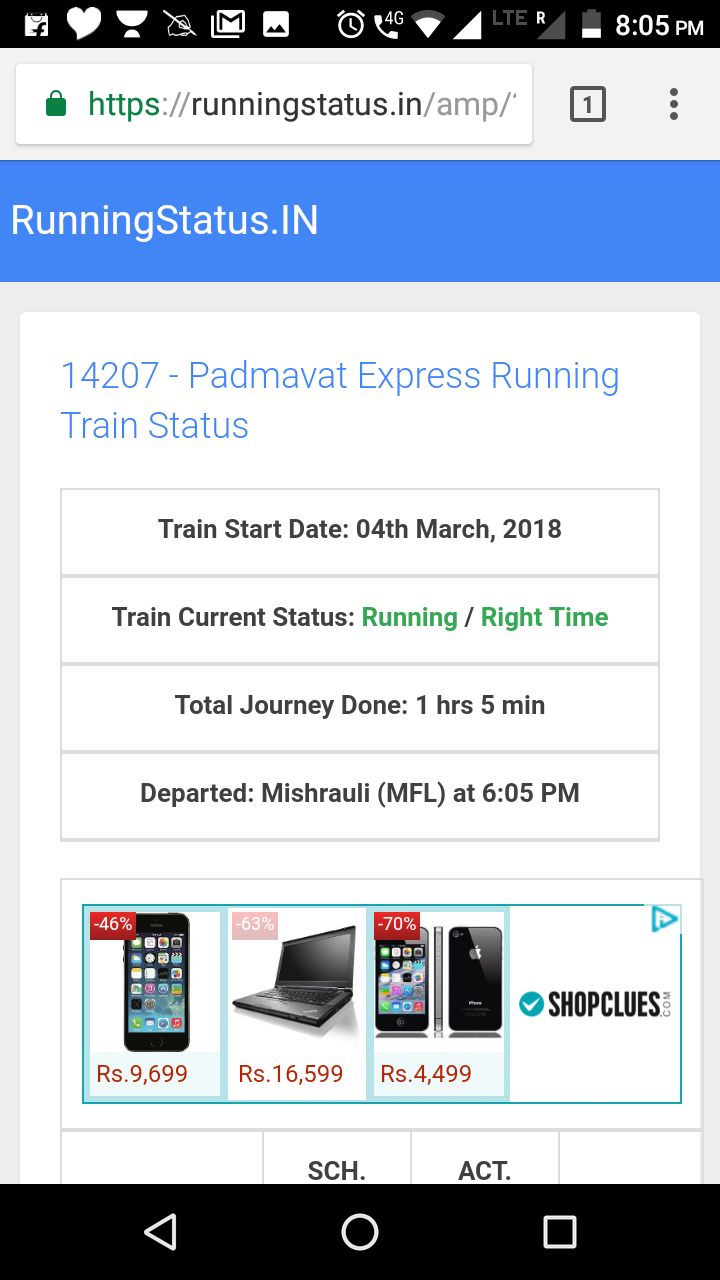 4G
LTE
R
8:05 PM
https://runningstatus.in/amp/
1
RunningStatus.IN
14207 - Padmavat Express Running
Train Status
Train Start Date: 04th March, 2018
Train Current Status: Running / Right Time
Total Journey Done: 1 hrs 5 min
Departed: Mishrauli (MFL) at 6:05 PM
-46%
-63%
-70%
iPhone
SHOPCLUES.COM
Rs.9,699
Rs.16,599
Rs.4,499
SCH.
ACT.